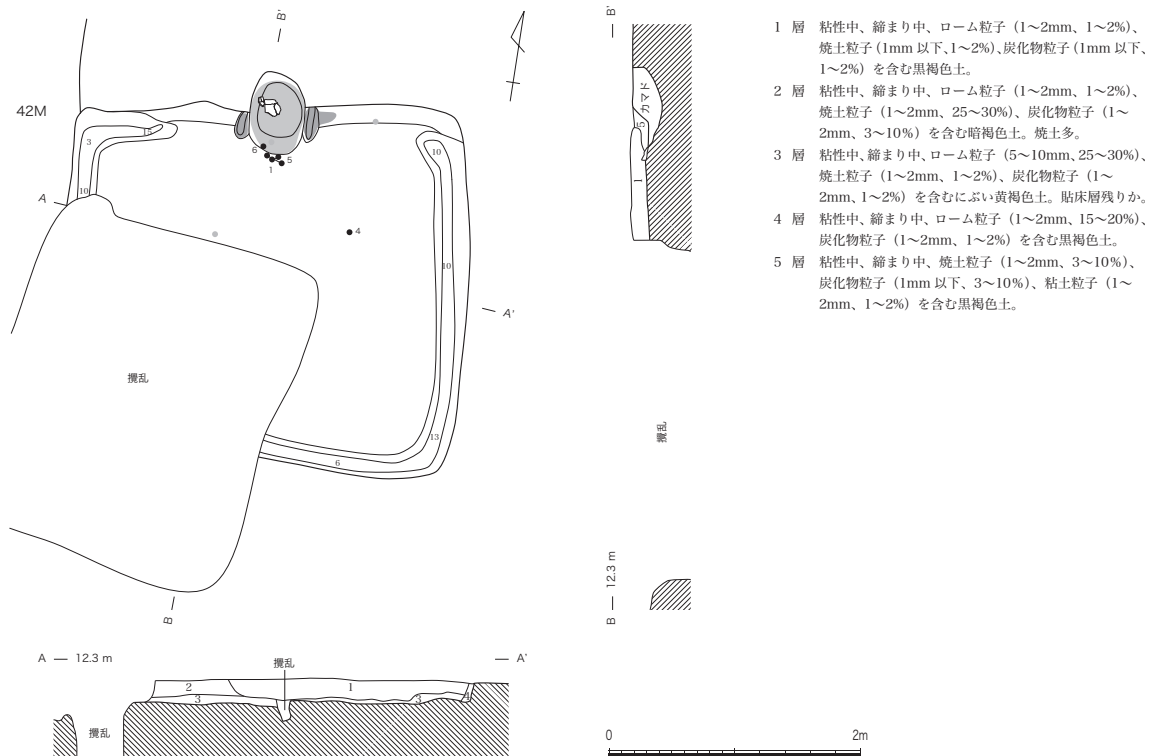 B'
42M
15
3
10
A
6
5
1
4
10
10
A'
攪乱
13
6
B
B'
カマド
5
1
攪乱
B — 12.3 m
1 層 粘性中、締まり中、ローム粒子（1～2mm、1～2%）、
焼土粒子（1mm 以下、1～2%）、炭化物粒子（1mm 以下、
1～2%）を含む黒褐色土。
2 層 粘性中、締まり中、ローム粒子（1～2mm、1～2%）、
焼土粒子（1～2mm、25～30%）、炭化物粒子（1～
2mm、3～10%）を含む暗褐色土。焼土多。
3 層 粘性中、締まり中、ローム粒子（5～10mm、25～30%）、
焼土粒子（1～2mm、1～2%）、炭化物粒子（1～
2mm、1～2%）を含むにぶい黄褐色土。貼床層残りか。
4 層 粘性中、締まり中、ローム粒子（1～2mm、15～20%）、
炭化物粒子（1～2mm、1～2%）を含む黒褐色土。
5 層 粘性中、締まり中、焼土粒子（1～2mm、3～10%）、
炭化物粒子（1mm 以下、3～10%）、粘土粒子（1～
2mm、1～2%）を含む黒褐色土。
A — 12.3 m
攪乱
— A'
2
1
3
3
4
攪乱
0
2m